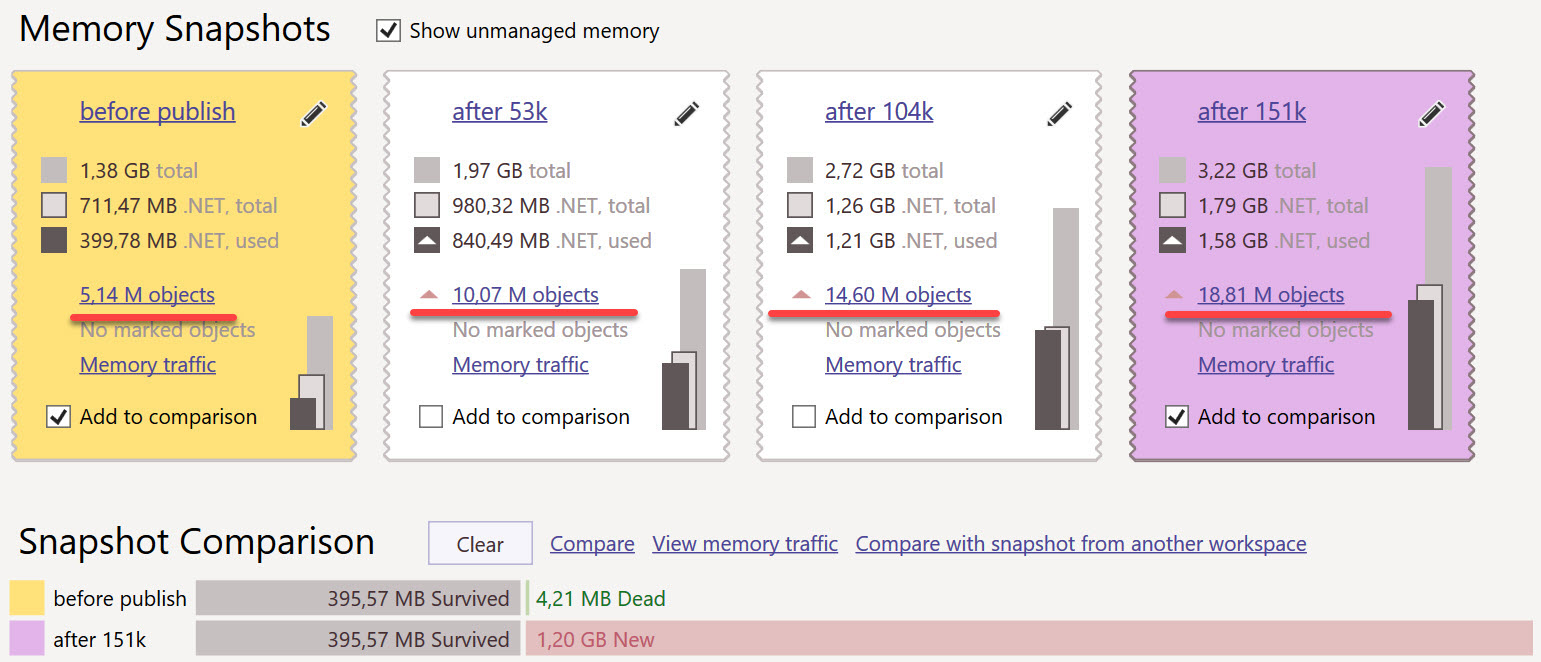 Memory Snapshots
Show unmanaged memory
before publish
1,38 GB total
711,47 MB .NET, total
399,78 MB .NET, used
5,14 M objects
No marked objects
Memory traffic
Add to comparison
after 53k
1,97 GB total
980,32 MB .NET, total
840,49 MB .NET, used
10,07 M objects
No marked objects
Memory traffic
Add to comparison
after 104k
2,72 GB total
1,26 GB .NET, total
1,21 GB .NET, used
14,60 M objects
No marked objects
Memory traffic
Add to comparison
after 151k
3,22 GB total
1,79 GB .NET, total
1,58 GB .NET, used
18,81 M objects
No marked objects
Memory traffic
Add to comparison
Snapshot Comparison
Clear
Compare
View memory traffic
Compare with snapshot from another workspace
before publish 395,57 MB Survived 4,21 MB Dead
after 151k 395,57 MB Survived 1,20 GB New